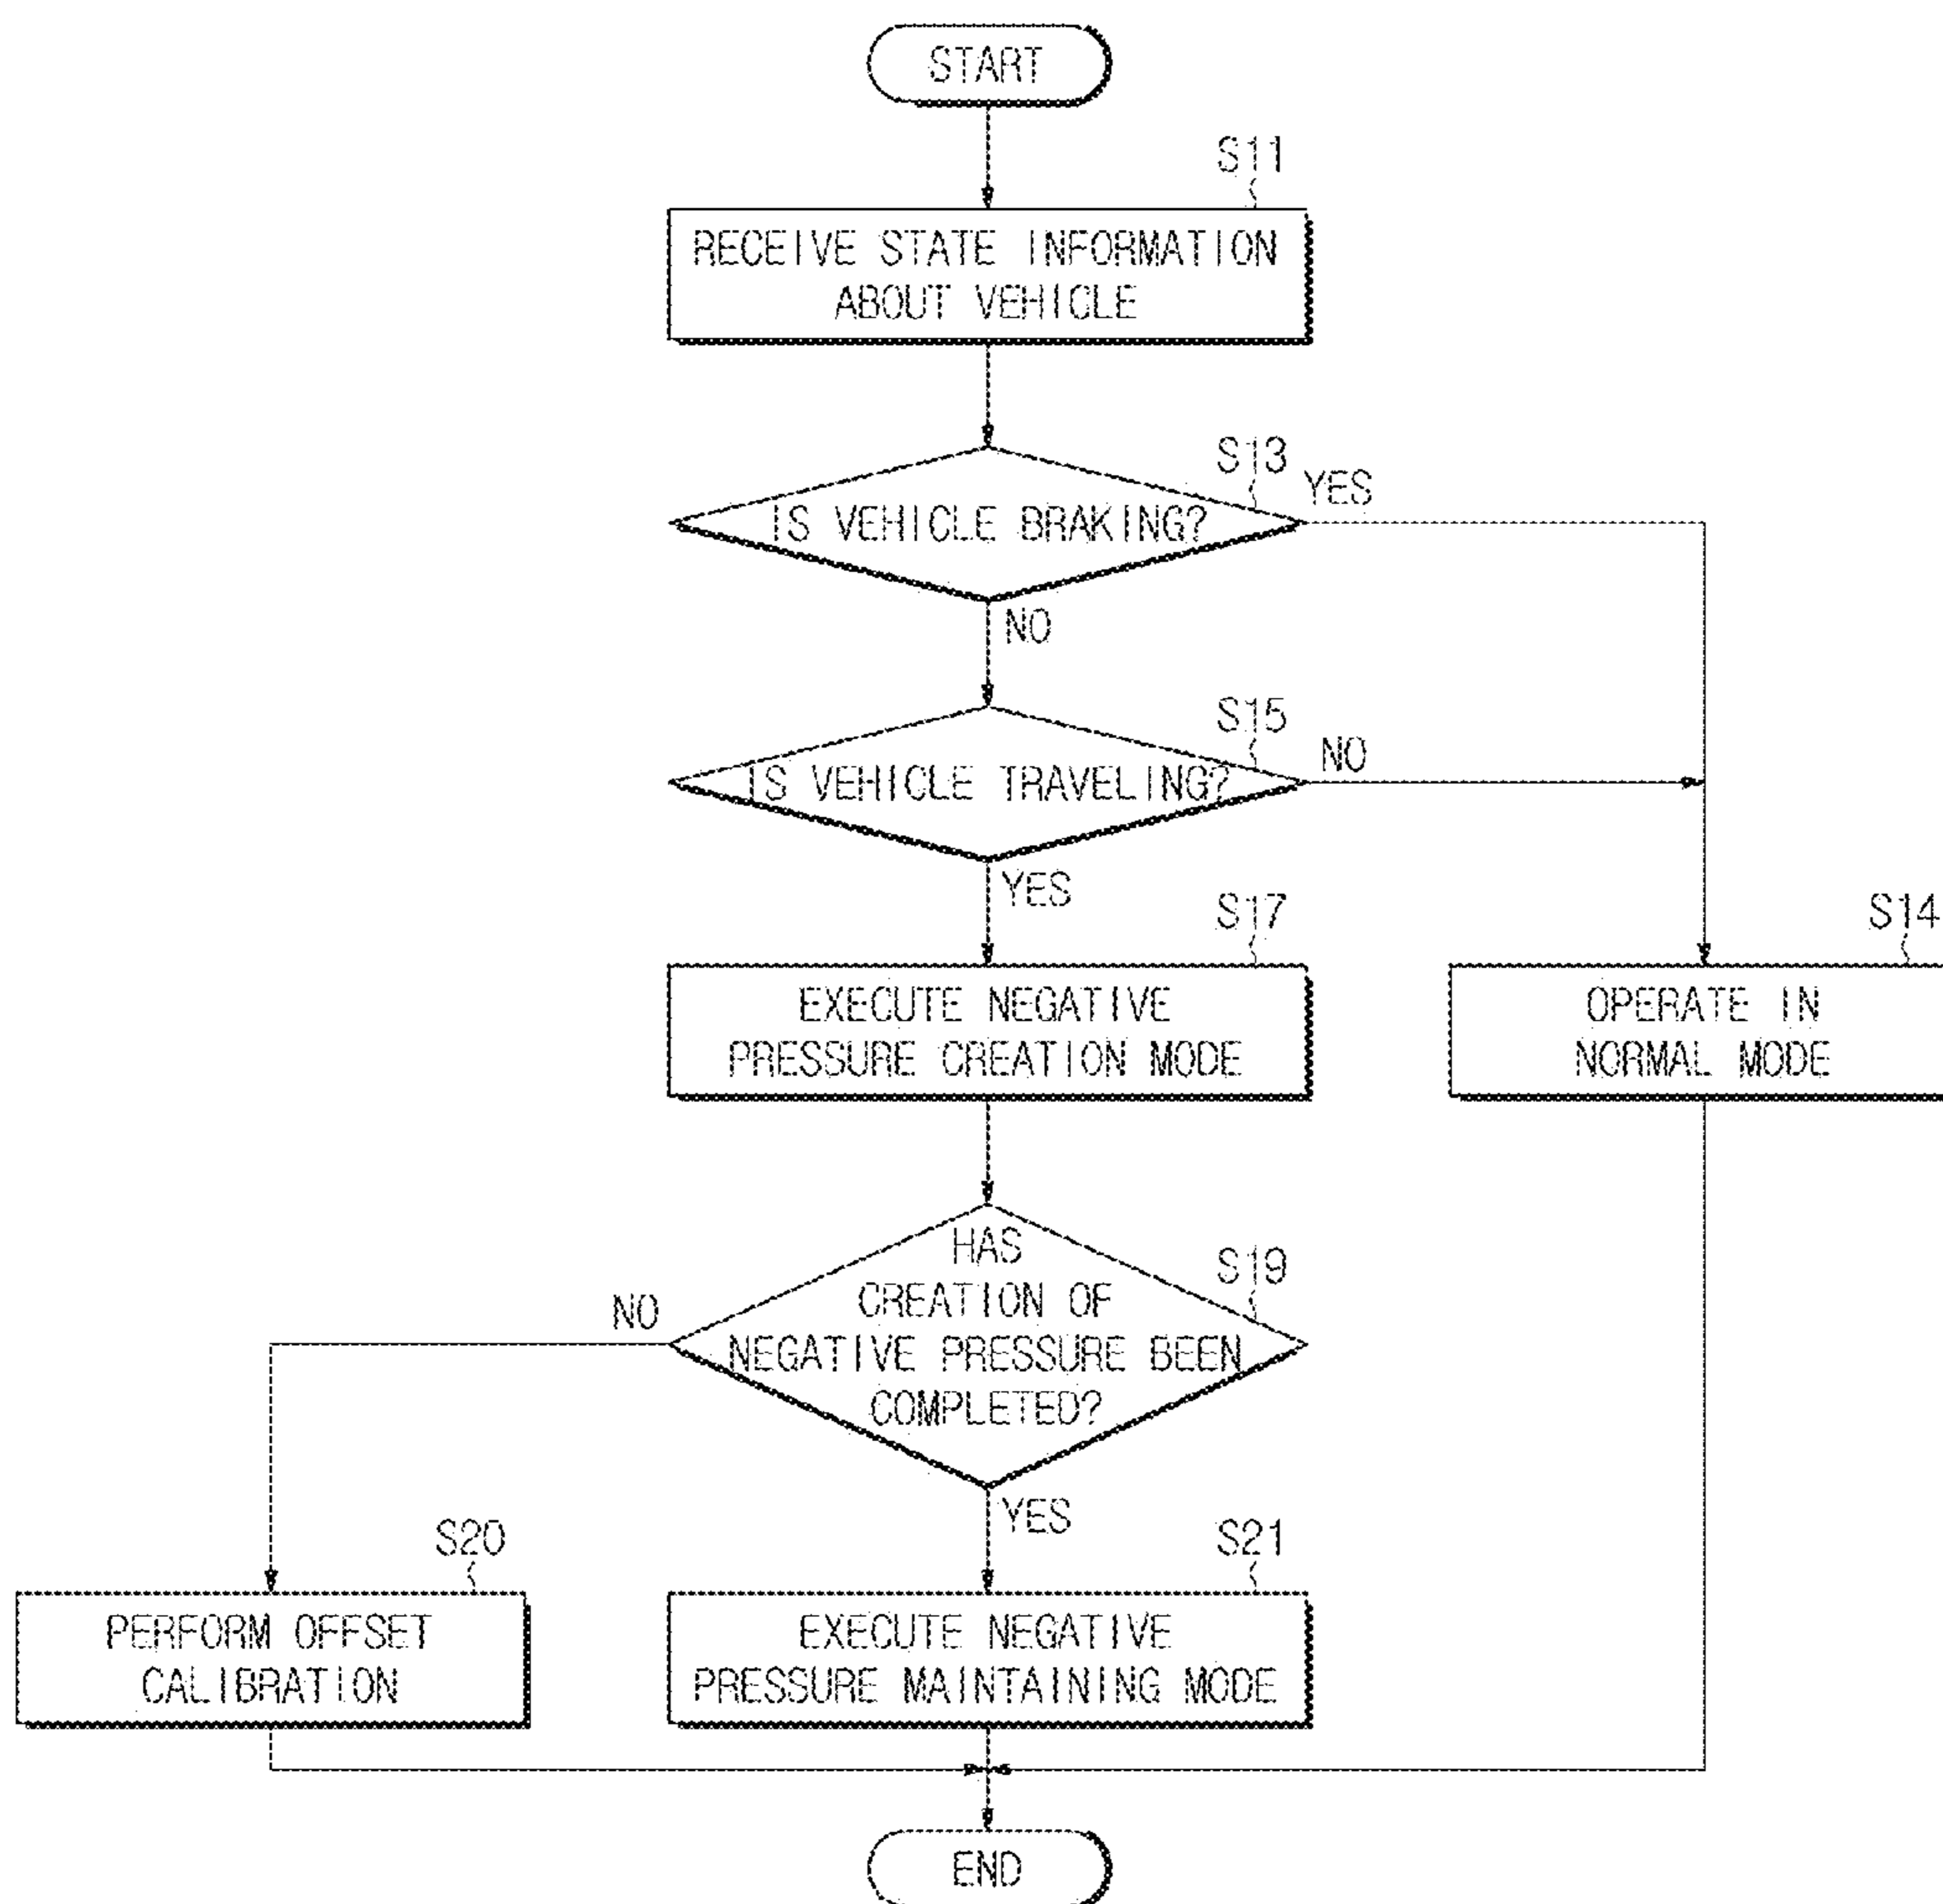 START
S11
RECEIVE STATE INFORMATION
ABOUT VEHICLE
S13
IS VEHICLE BRAKING?
YES
NO
S15
IS VEHICLE TRAVELING?
NO
YES
S17
EXECUTE NEGATIVE
PRESSURE CREATION MODE
S14
OPERATE IN
NORMAL MODE
S19
HAS
CREATION OF
NEGATIVE PRESSURE BEEN
COMPLETED?
NO
YES
S20
PERFORM OFFSET
CALIBRATION
S21
EXECUTE NEGATIVE
PRESSURE MAINTAINING MODE
END